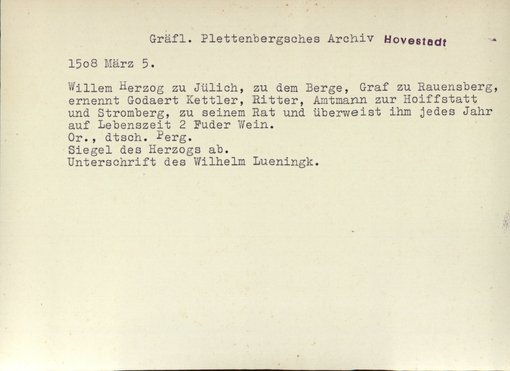 Gräfl. Plettenbergsches Archiv Hovestadt
1508 März 5.
Willem Herzog zu Jülich, zu dem Berge, Graf zu Rauensberg,
ernennt Godaert Kettler, Ritter, Amtmann zur Hoiffstatt
und Stromberg, zu seinem Rat und überweist ihm jedes Jahr
auf Lebenszeit 2 Fuder Wein.
Or., dtsch. Perg.
Siegel des Herzogs ab.
Unterschrift des Wilhelm Lueningk.